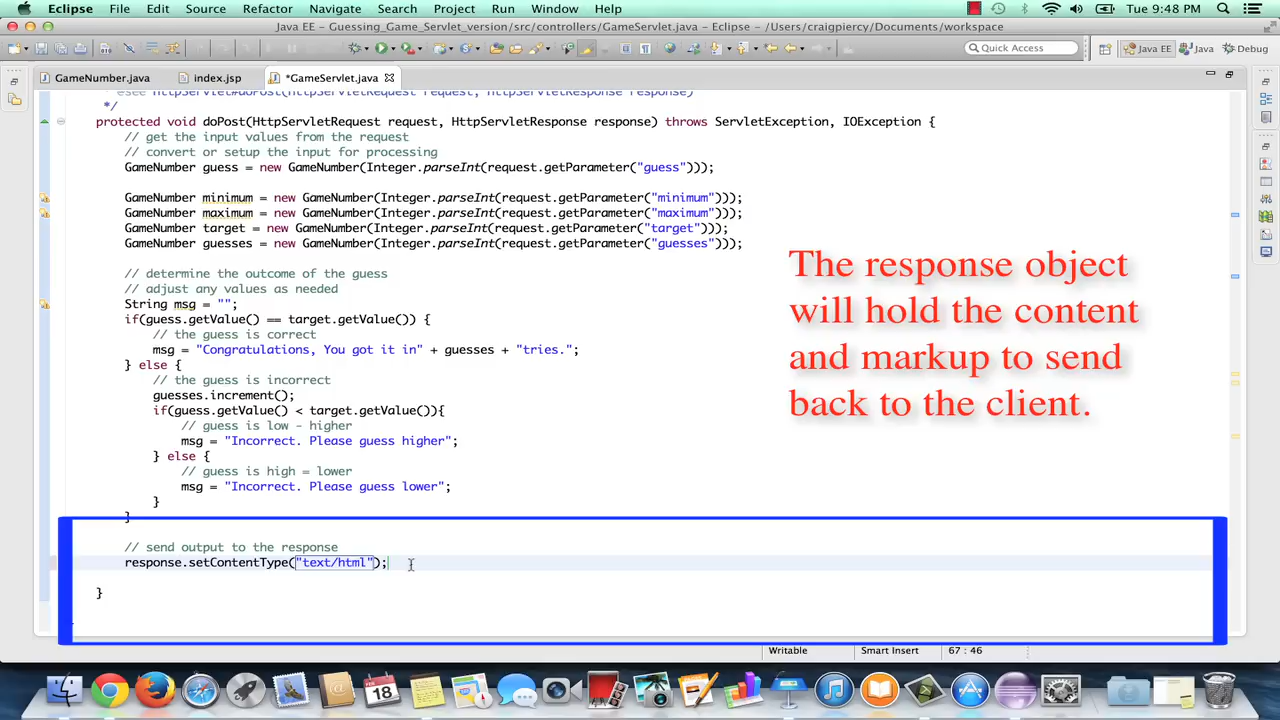 Eclipse File Edit Source Refactor Navigate Search Project Run Window Help Tue 9:48 PM
Java EE - Guessing_Game_Servlet_version/src/controllers/GameServlet.java - Eclipse - /Users/craigpiercy/Documents/workspace
Quick Access Java EE Java Debug
GameNumber.java index.jsp *GameServlet.java
@see HttpServlet#doPost(HttpServletRequest request, HttpServletResponse response)
*/
protected void doPost(HttpServletRequest request, HttpServletResponse response) throws ServletException, IOException {
// get the input values from the request
// convert or setup the input for processing
GameNumber guess = new GameNumber(Integer.parseInt(request.getParameter("guess")));
GameNumber minimum = new GameNumber(Integer.parseInt(request.getParameter("minimum")));
GameNumber maximum = new GameNumber(Integer.parseInt(request.getParameter("maximum")));
GameNumber target = new GameNumber(Integer.parseInt(request.getParameter("target")));
GameNumber guesses = new GameNumber(Integer.parseInt(request.getParameter("guesses")));
// determine the outcome of the guess
// adjust any values as needed
String msg = "";
if(guess.getValue() == target.getValue()) {
// the guess is correct
msg = "Congratulations, You got it in" + guesses + "tries.";
} else {
// the guess is incorrect
guesses.increment();
if(guess.getValue() < target.getValue()){
// guess is low - higher
msg = "Incorrect. Please guess higher";
} else {
// guess is high = lower
msg = "Incorrect. Please guess lower";
}
}
// send output to the response
response.setContentType("text/html");
}
The response object
will hold the content
and markup to send
back to the client.
Writable Smart Insert 67 : 46
FEB
18